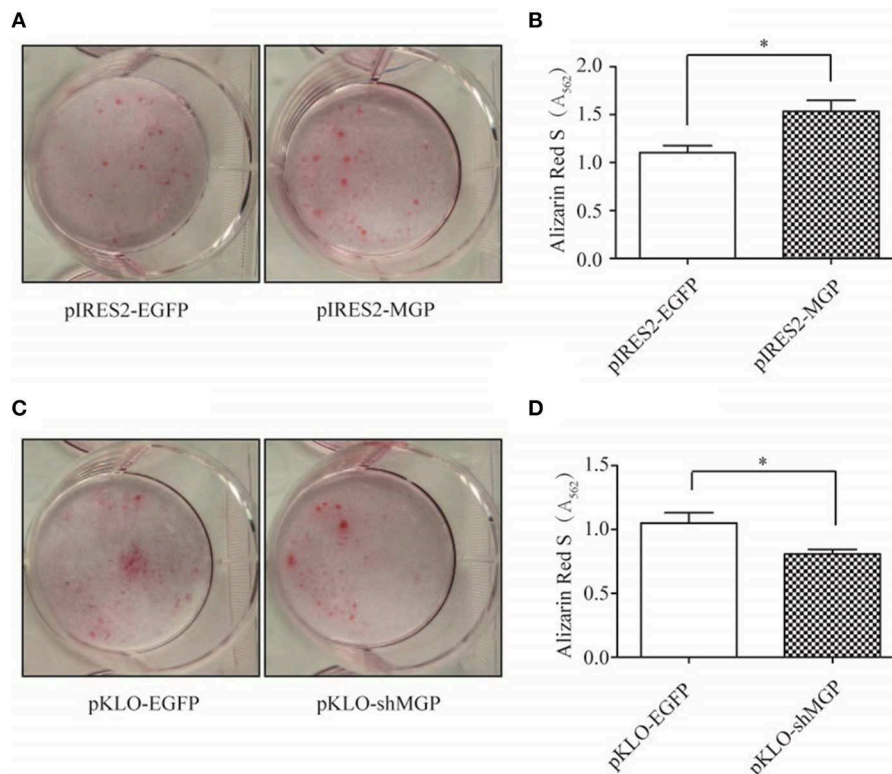 A
B
pIRES2-EGFP
pIRES2-MGP
*
Alizarin Red S (A562)
2.0
1.5
1.0
0.5
0.0
pIRES2-EGFP
pIRES2-MGP
C
D
pKLO-EGFP
pKLO-shMGP
*
Alizarin Red S (A562)
1.5
1.0
0.5
0.0
pKLO-EGFP
pKLO-shMGP